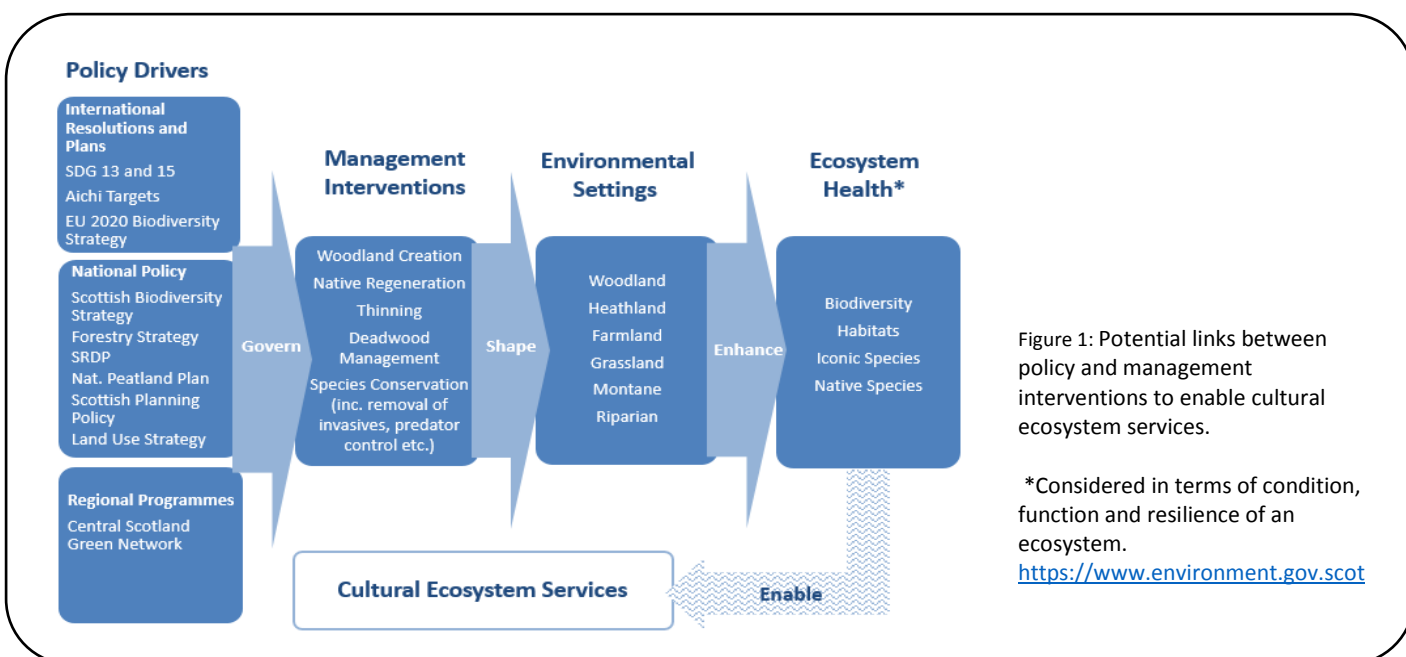 Policy Drivers
International
Resolutions and
Plans
SDG 13 and 15
Aichi Targets
EU 2020 Biodiversity
Strategy
National Policy
Scottish Biodiversity
Strategy
Forestry Strategy
SRDP
Nat. Peatland Plan
Scottish Planning
Policy
Land Use Strategy
Regional Programmes
Central Scotland
Green Network
Govern
Management
Interventions
Woodland Creation
Native Regeneration
Thinning
Deadwood
Management
Species Conservation
(inc. removal of
invasives, predator
control etc.)
Shape
Environmental
Settings
Woodland
Heathland
Farmland
Grassland
Montane
Riparian
Enhance
Ecosystem
Health*
Biodiversity
Habitats
Iconic Species
Native Species
Enable
Cultural Ecosystem Services
Figure 1: Potential links between
policy and management
interventions to enable cultural
ecosystem services.
*Considered in terms of condition,
function and resilience of an
ecosystem.
https://www.environment.gov.scot